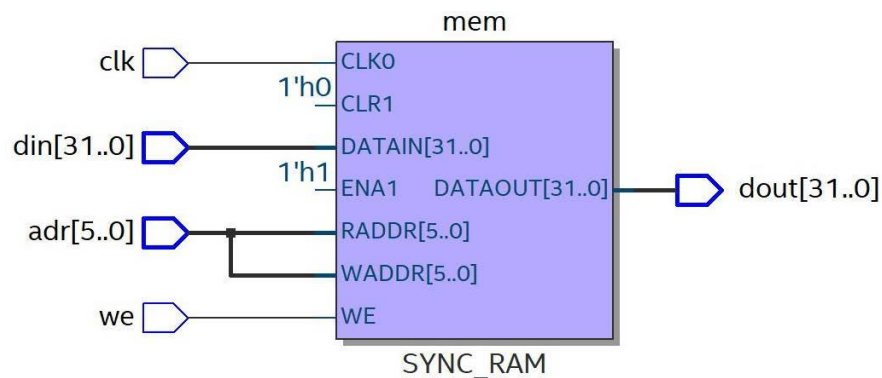 mem
clk
CLK0
1'h0
CLR1
din[31..0]
DATAIN[31..0]
1'h1
ENA1 DATAOUT[31..0]
dout[31..0]
adr[5..0]
RADDR[5..0]
WADDR[5..0]
we
WE
SYNC_RAM